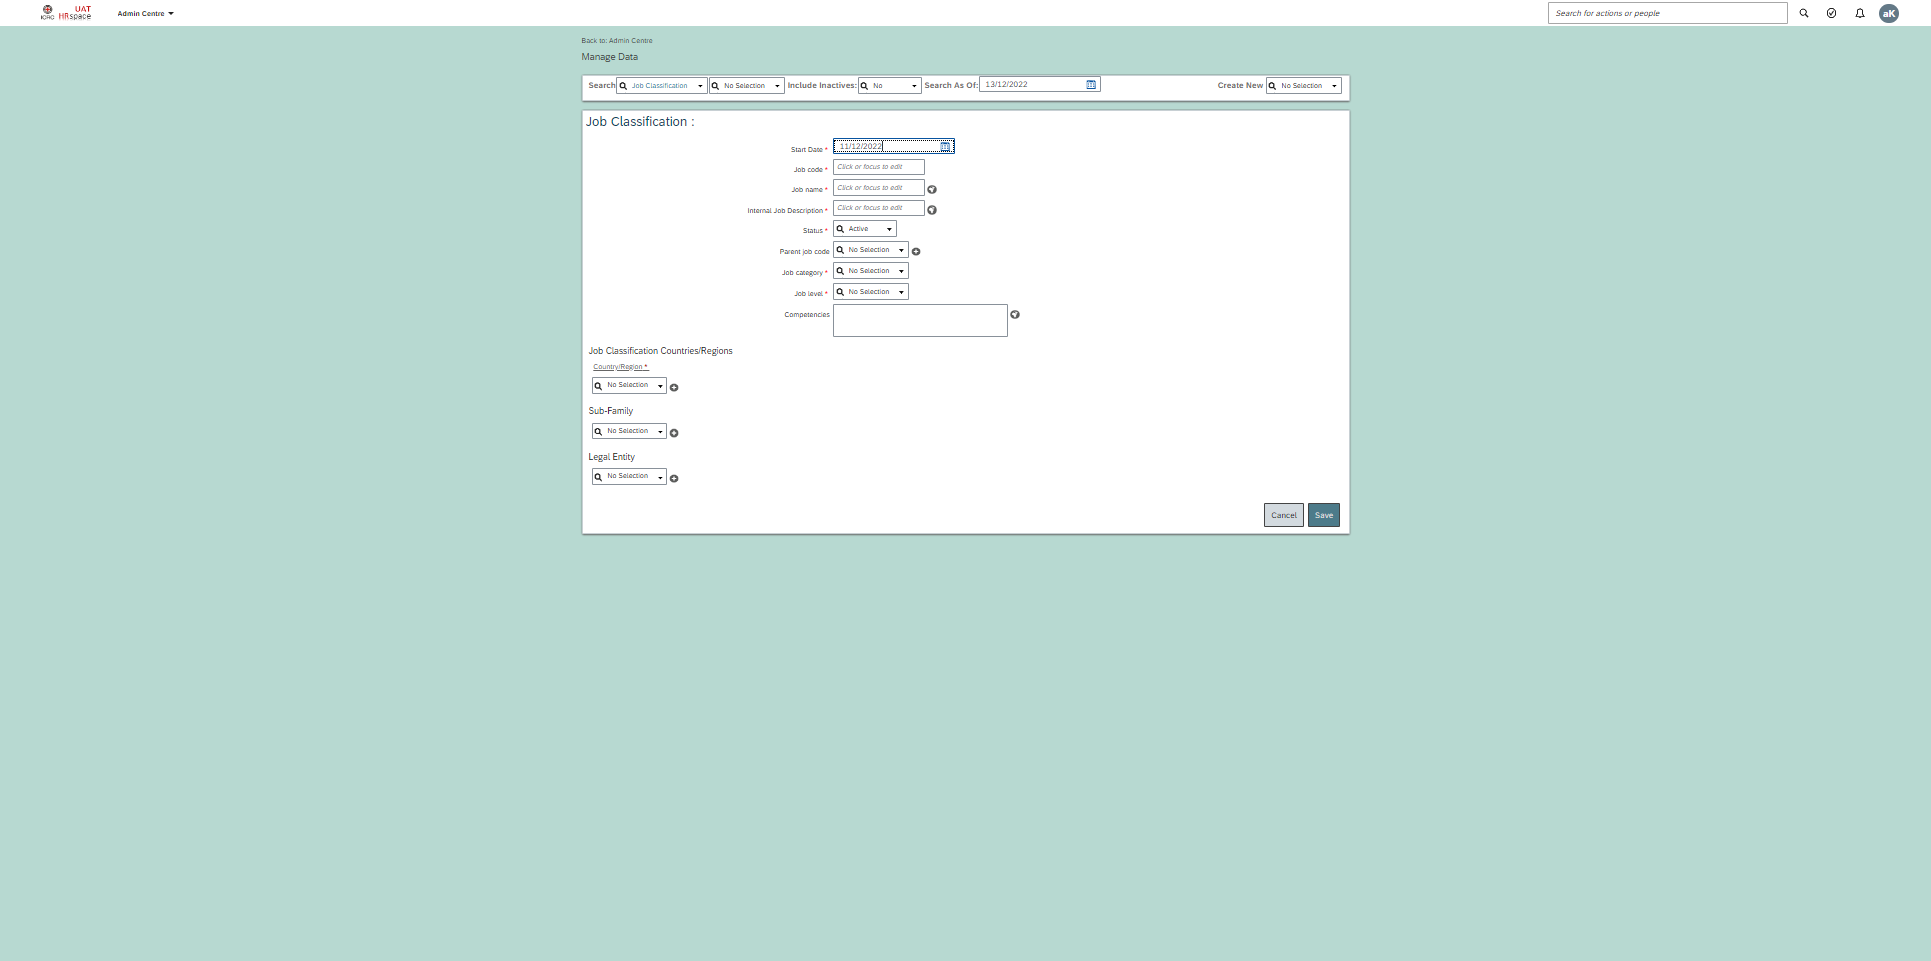 ICRC UAT HRspace Admin Centre Search for actions or people aK
Back to: Admin Centre
Manage Data
Search Job Classification No Selection Include Inactives: No Search As Of: 13/12/2022 Create New No Selection
Job Classification :
Start Date * 11/12/2022
Job code * Click or focus to edit
Job name * Click or focus to edit
Internal Job Description * Click or focus to edit
Status * Active
Parent job code No Selection
Job category * No Selection
Job level * No Selection
Competencies
Job Classification Countries/Regions
Country/Region *
No Selection
Sub-Family
No Selection
Legal Entity
No Selection
Cancel Save